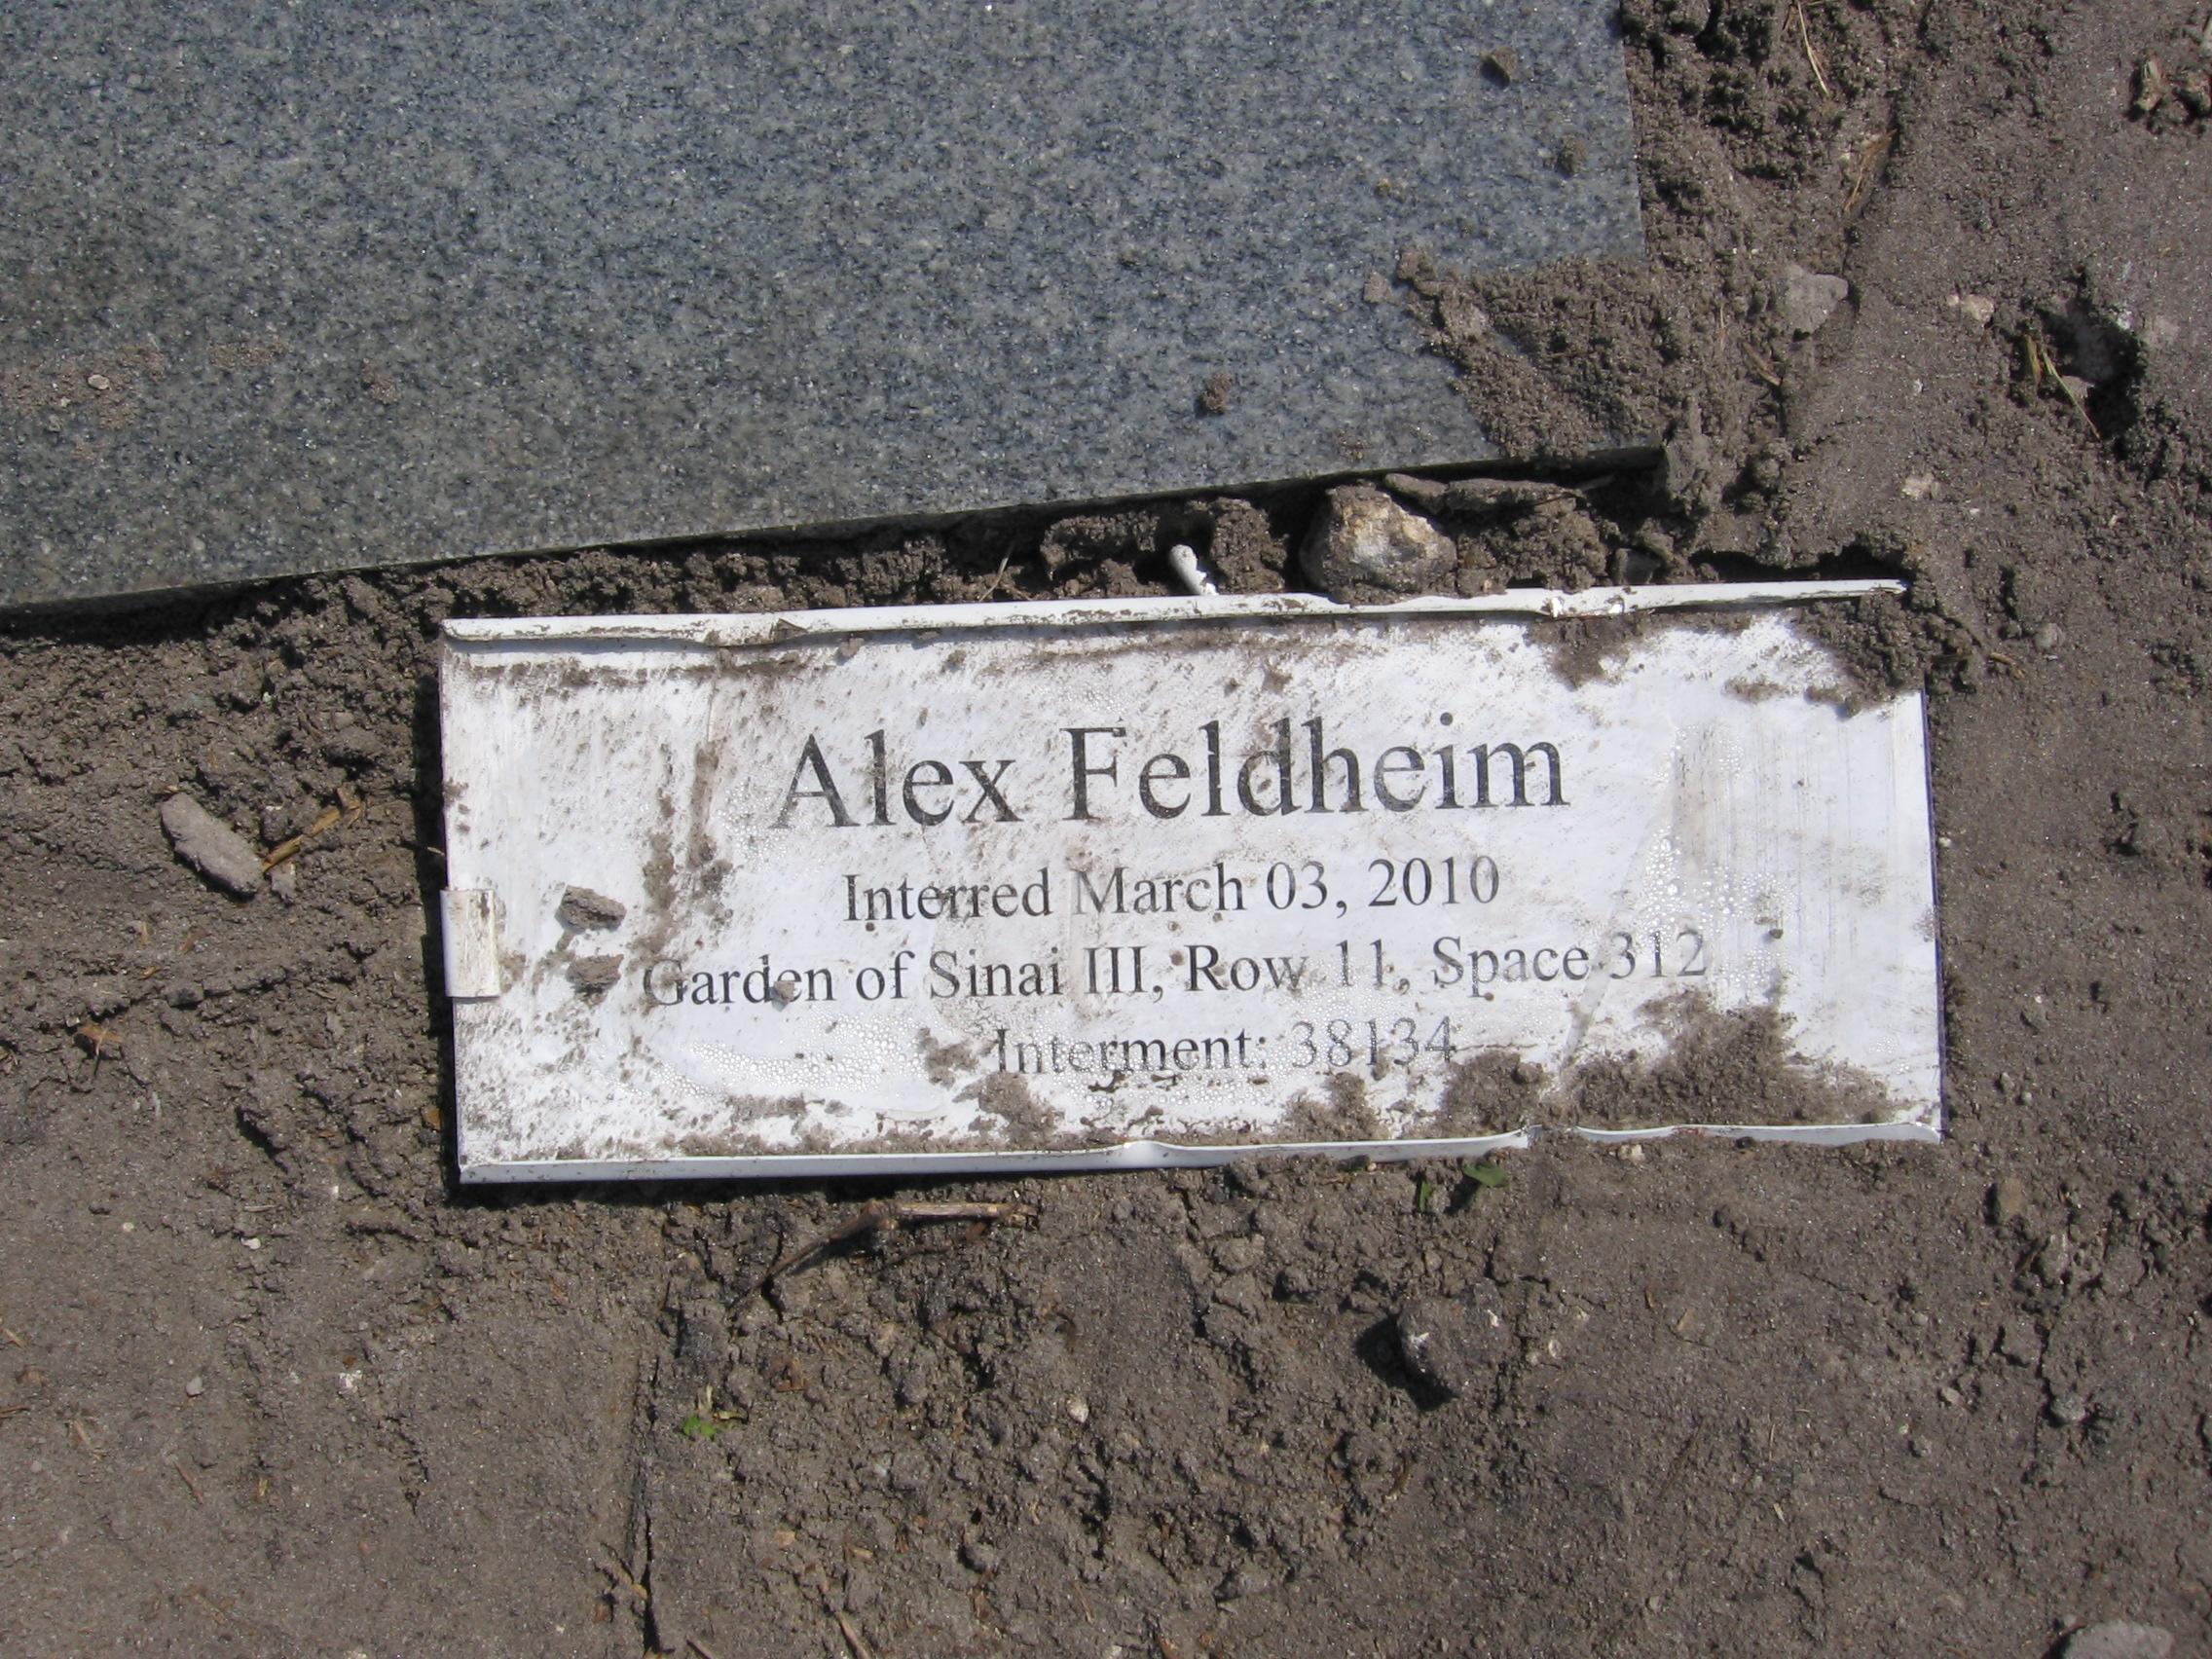 Alex Feldheim
Interred March 03, 2010
Garden of Sinai III, Row 11, Space 312
Interment: 38134